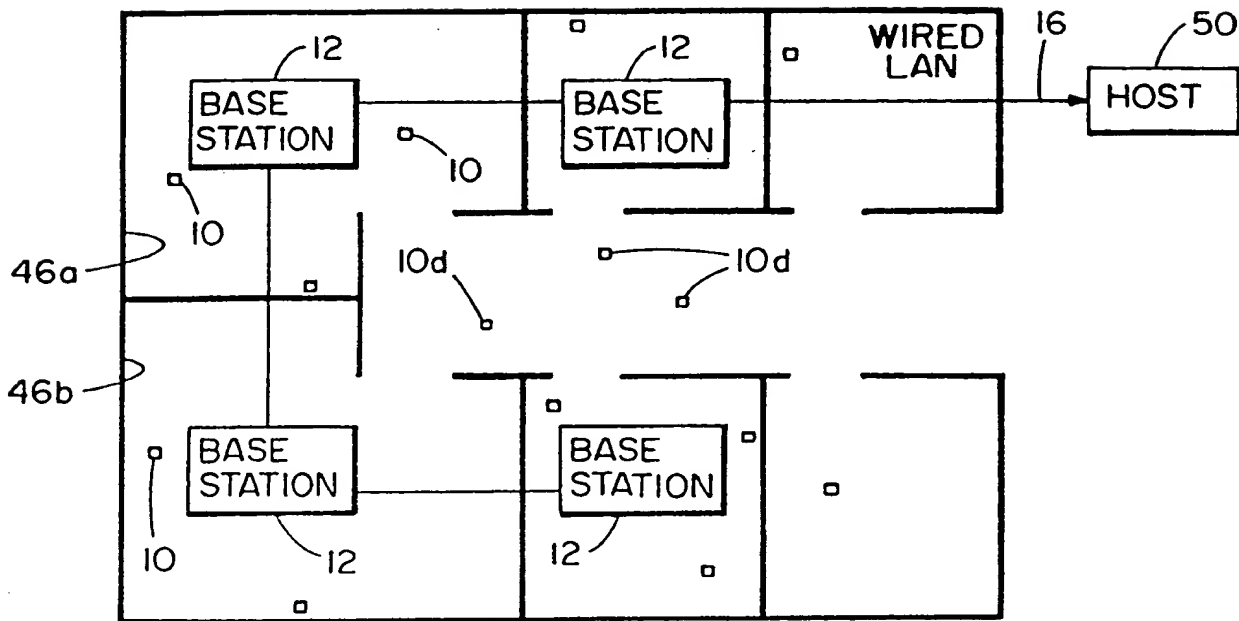 12
12
WIRED
LAN
16
50
BASE
STATION
BASE
STATION
HOST
10
10
46a
10d
10d
46b
BASE
STATION
BASE
STATION
10
12
12